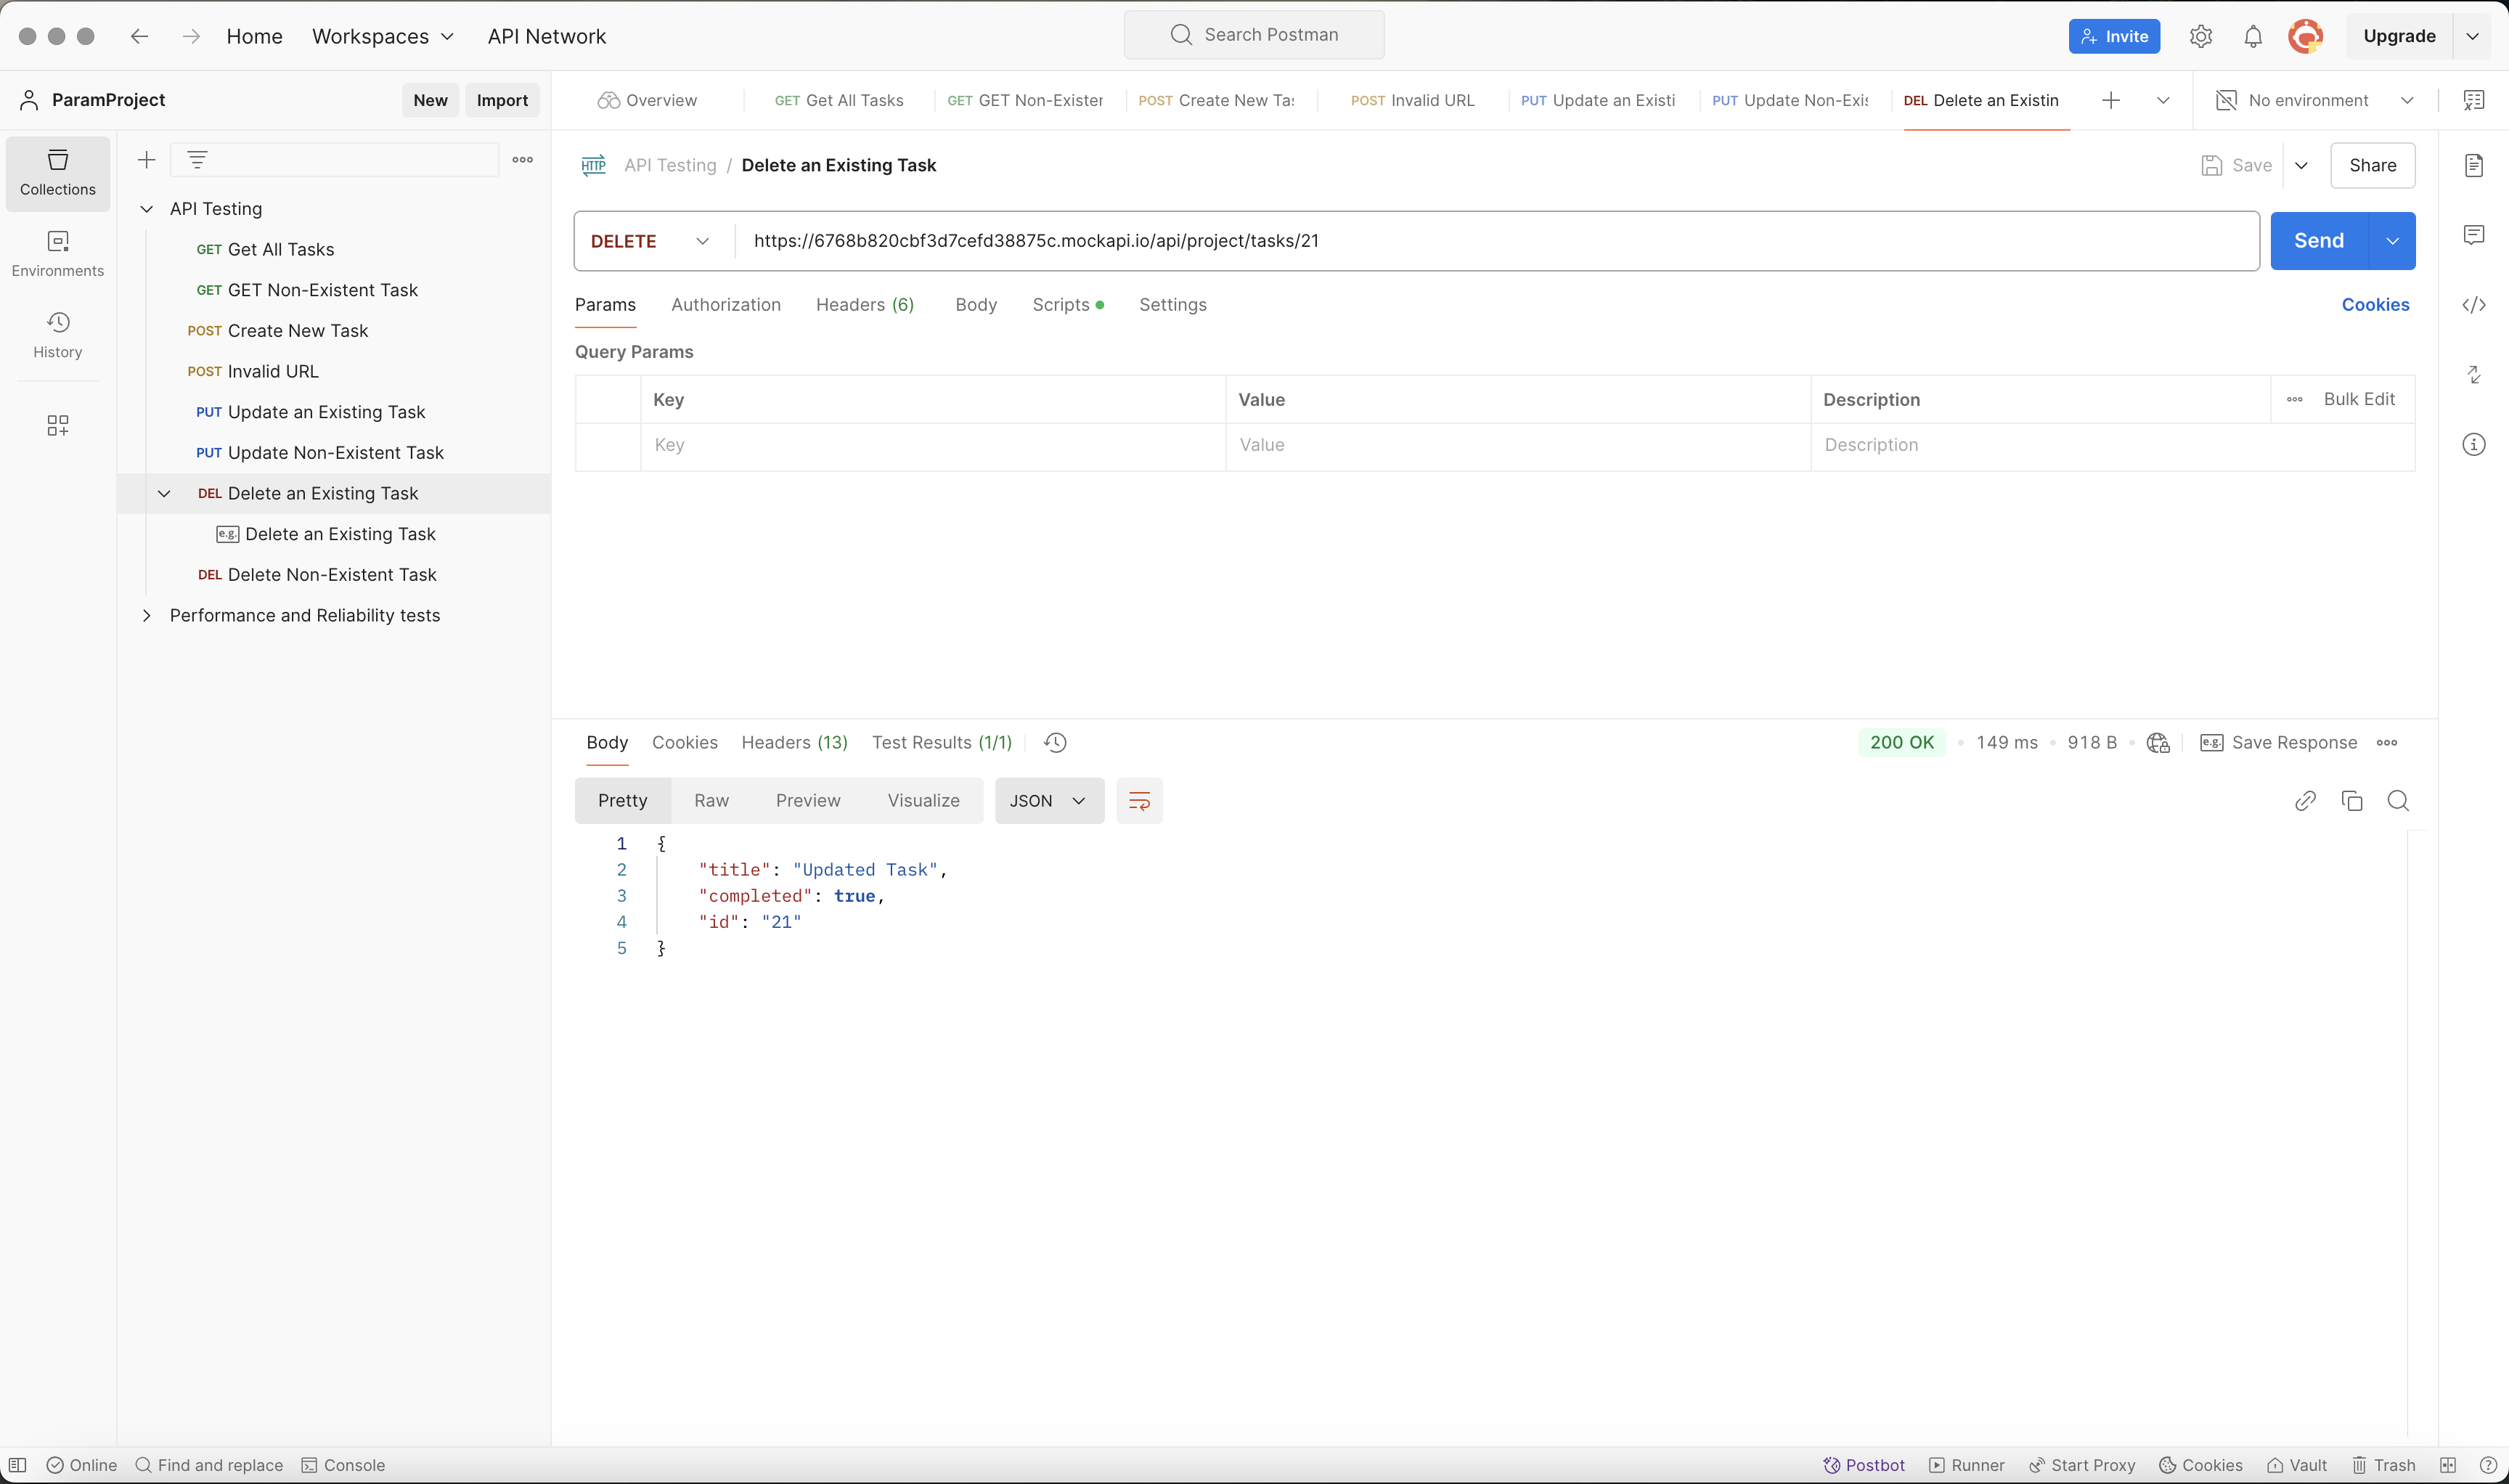 Home Workspaces API Network Search Postman Invite Upgrade
ParamProject New Import Overview GET Get All Tasks GET GET Non-Exister POST Create New Tas POST Invalid URL PUT Update an Existi PUT Update Non-Exis DEL Delete an Existin No environment
Collections
Environments
History
API Testing
GET Get All Tasks
GET GET Non-Existent Task
POST Create New Task
POST Invalid URL
PUT Update an Existing Task
PUT Update Non-Existent Task
DEL Delete an Existing Task
e.g. Delete an Existing Task
DEL Delete Non-Existent Task
Performance and Reliability tests
HTTP API Testing / Delete an Existing Task Save Share
DELETE https://6768b820cbf3d7cefd38875c.mockapi.io/api/project/tasks/21 Send
Params Authorization Headers (6) Body Scripts Settings Cookies
Query Params
Key Value Description Bulk Edit
Key Value Description
Body Cookies Headers (13) Test Results (1/1) 200 OK 149 ms 918 B e.g. Save Response
Pretty Raw Preview Visualize JSON
1 {
2 "title": "Updated Task",
3 "completed": true,
4 "id": "21"
5 }
Online Find and replace Console Postbot Runner Start Proxy Cookies Vault Trash